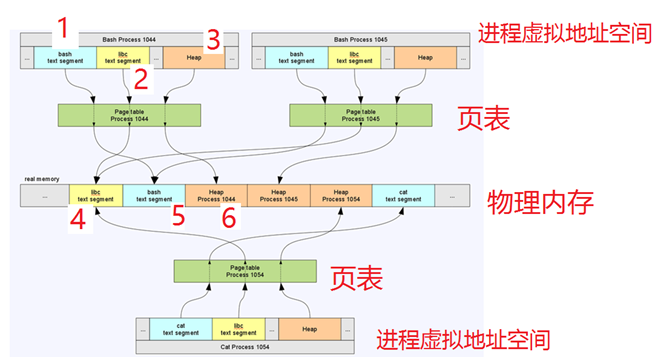 1
Bash Process 1044
3
Bash Process 1045
进程虚拟地址空间
...
bash
text segment
libc
text segment
...
Heap
...
...
bash
text segment
libc
text segment
...
Heap
...
2
Page table
Process 1044
Page table
Process 1045
页表
real memory
...
libc
text segment
bash
text segment
Heap
Process 1044
Heap
Process 1045
Heap
Process 1054
cat
text segment
...
物理内存
4
5
6
Page table
Process 1054
页表
...
cat
text segment
libc
text segment
...
Heap
...
Cat Process 1054
进程虚拟地址空间